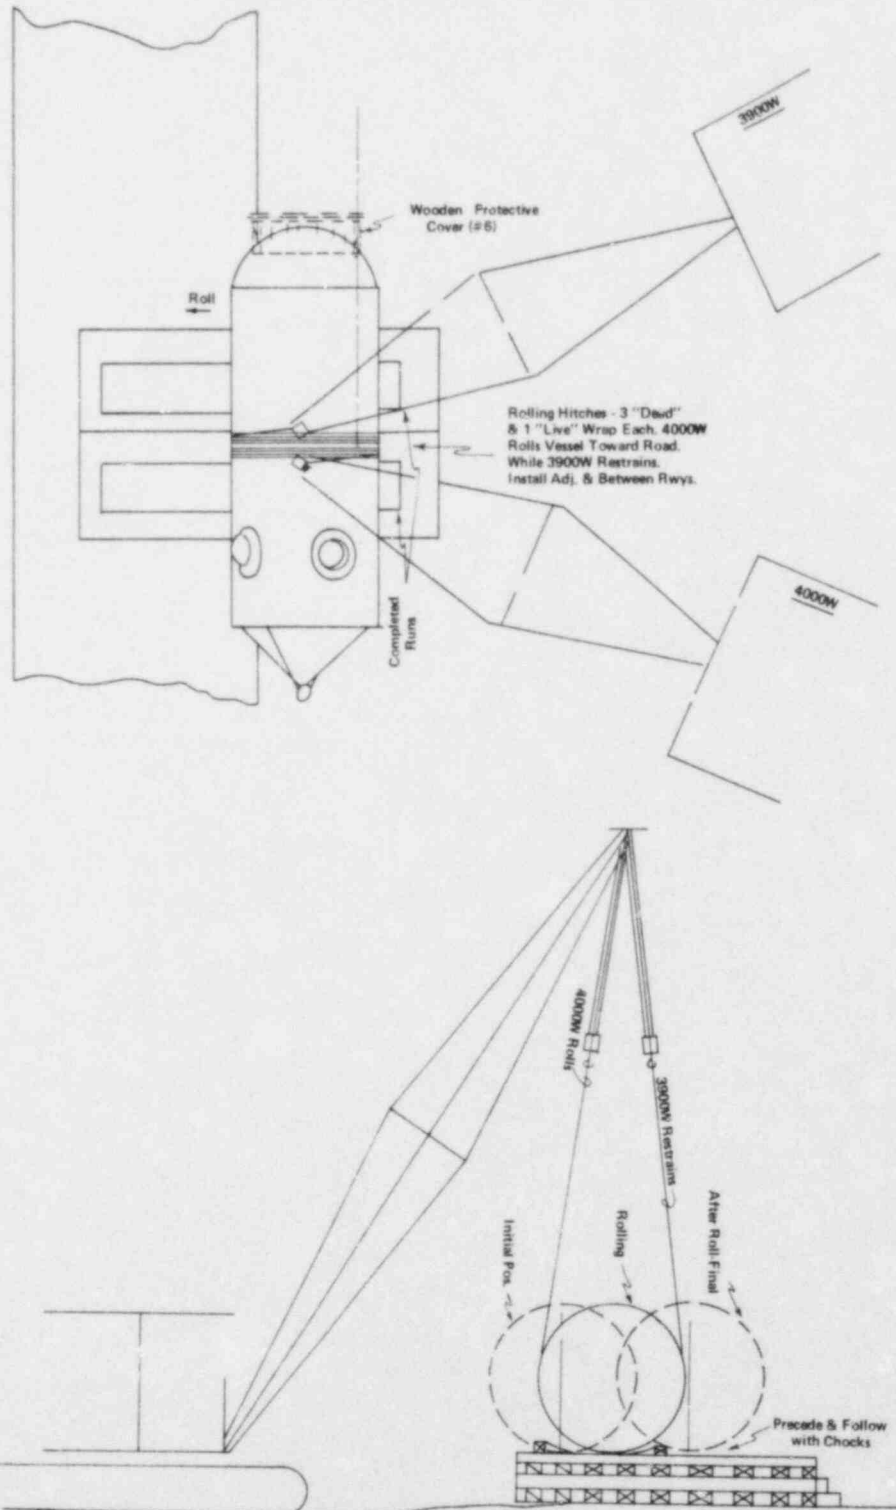 3900W
Wooden Protective
Cover (#6)
Roll
Rolling Hitches - 3 "Dead"
& 1 "Live" Wrap Each. 4000W
Rolls Vessel Toward Road.
While 3900W Restrains.
Install Adj. & Between Rwys.
4000W
Completed
Runs
4000W Rolls
3900W Restrains
Initial Pos.
Rolling
After Roll-Final
Precede & Follow
with Chocks